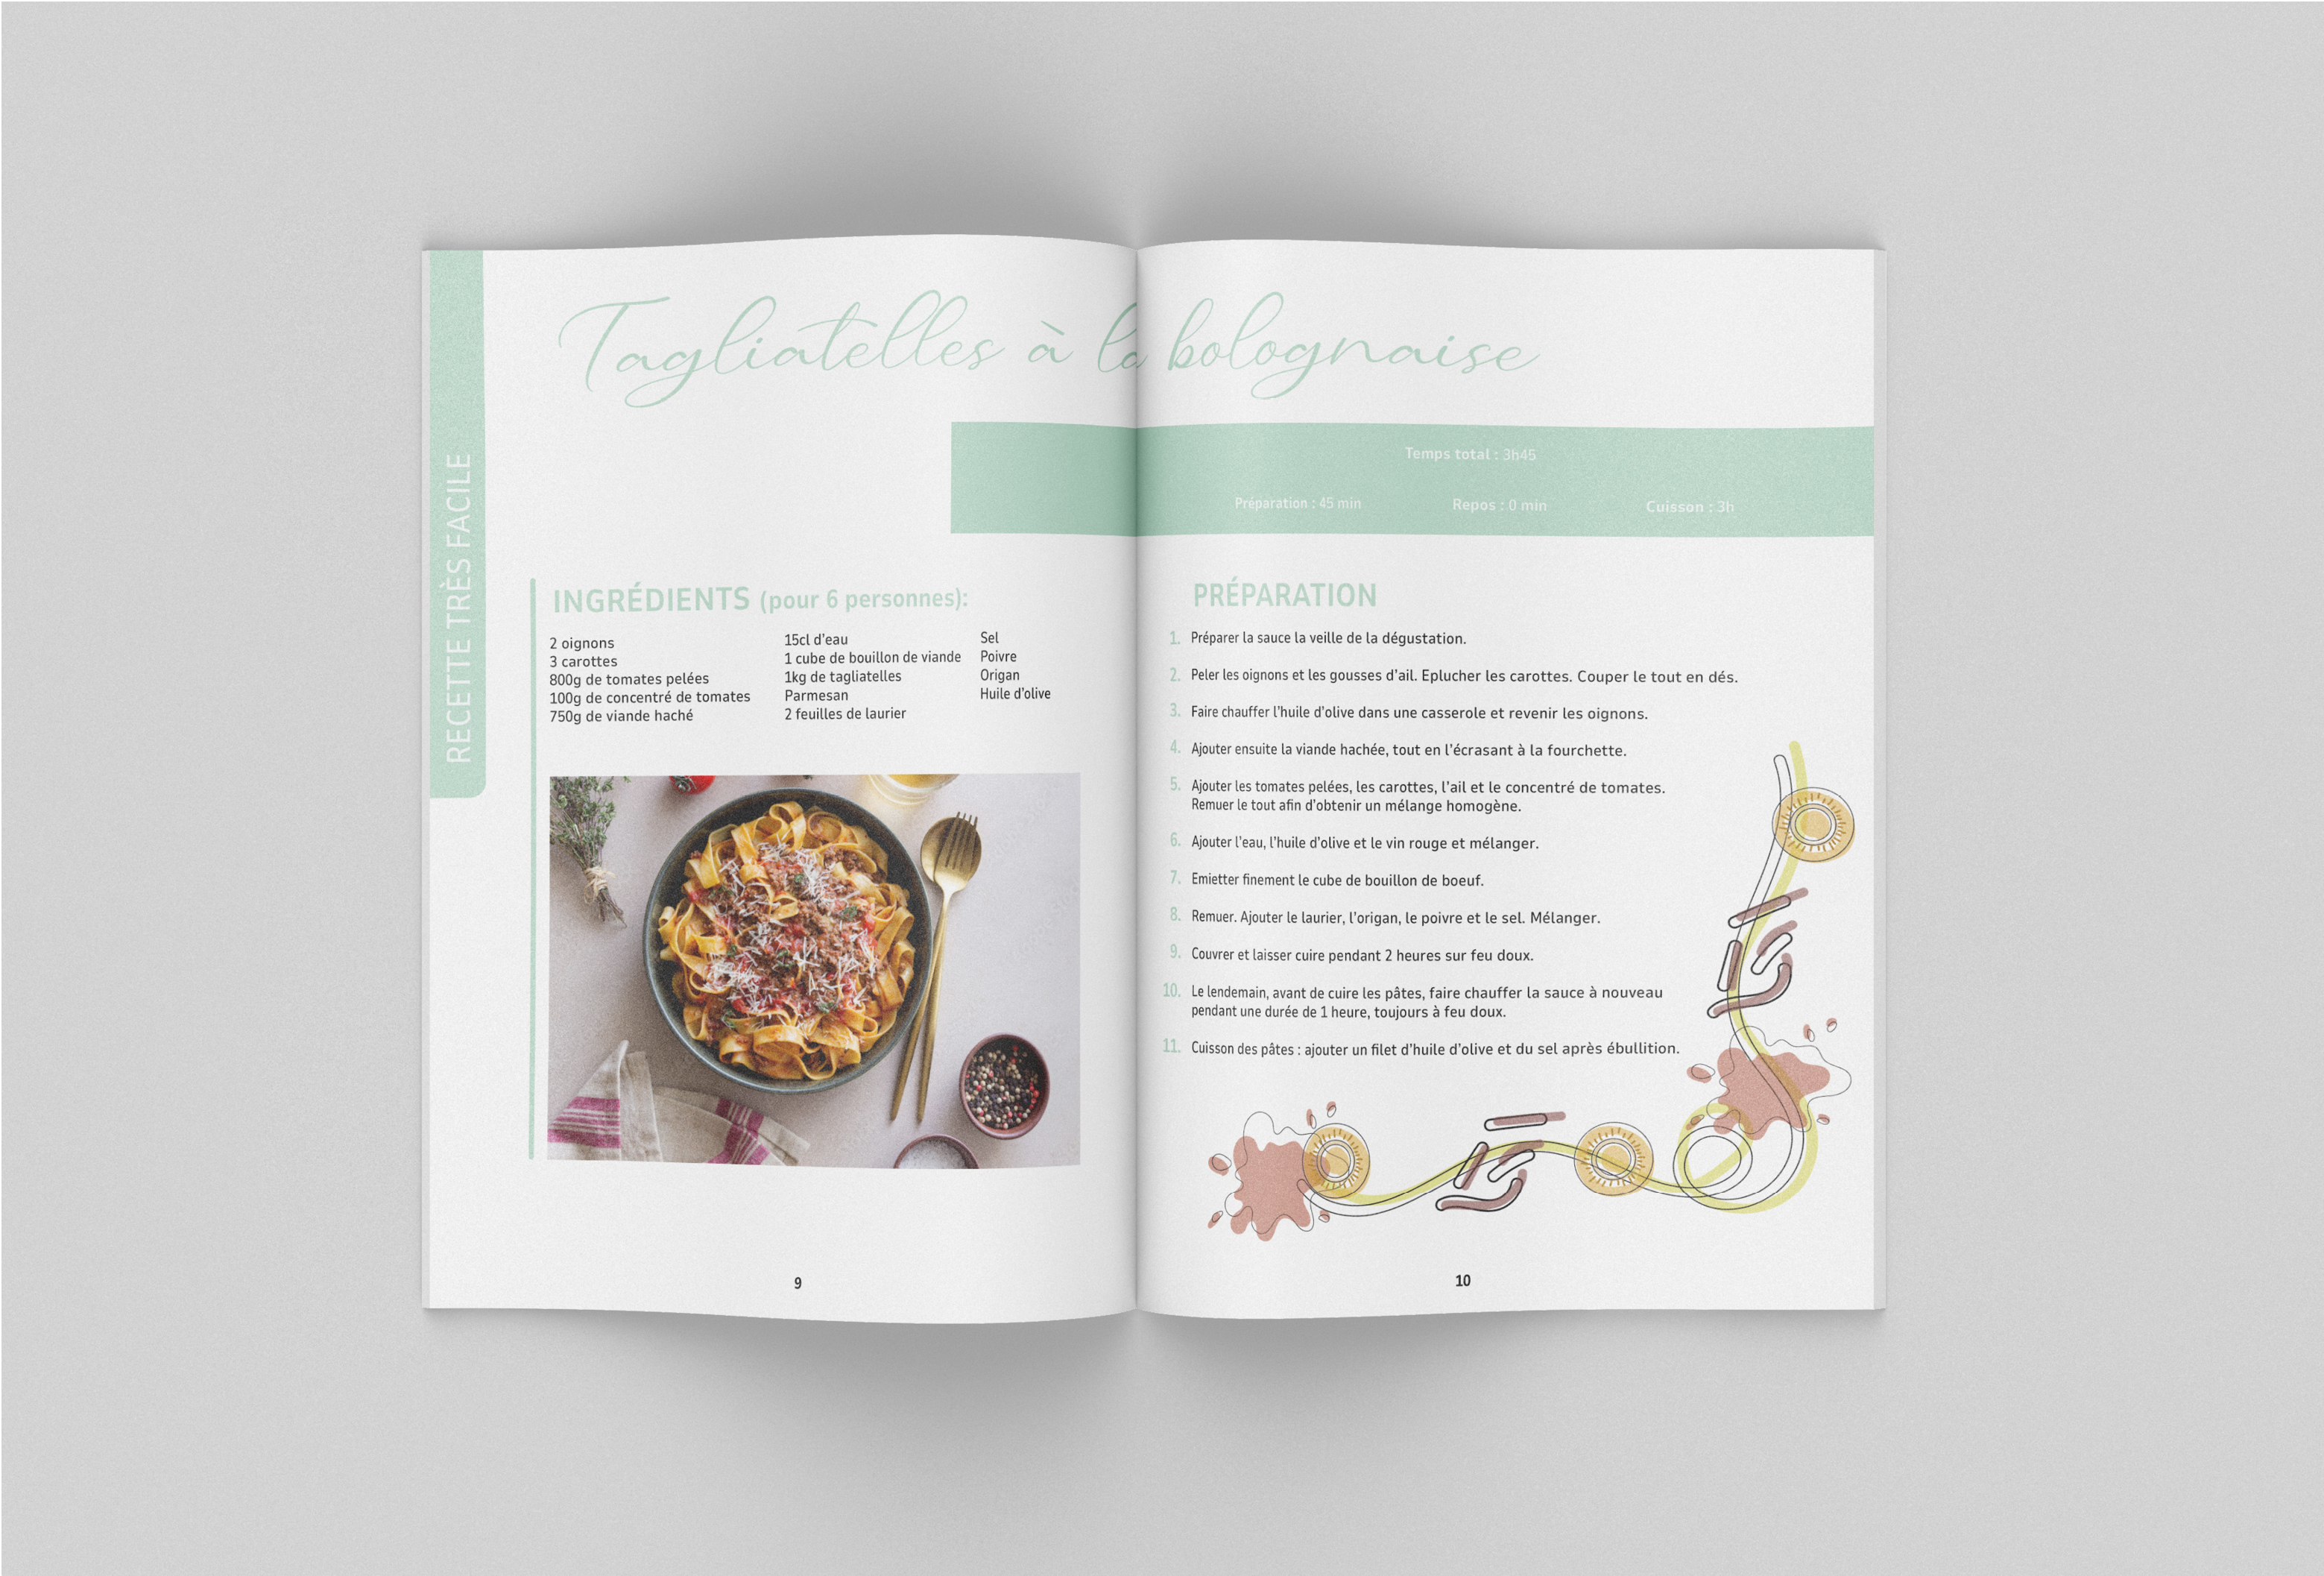 RECETTE TRÈS FACILE
Tagliatelles à la bolognaise
Temps total : 3h45
Préparation : 45 min Repos : 0 min Cuisson : 3h
INGRÉDIENTS (pour 6 personnes):
2 oignons
3 carottes
800g de tomates pelées
100g de concentré de tomates
750g de viande haché
15cl d'eau
1 cube de bouillon de viande
1kg de tagliatelles
Parmesan
2 feuilles de laurier
Sel
Poivre
Origan
Huile d'olive
9
PRÉPARATION
1. Préparer la sauce la veille de la dégustation.
2. Peler les oignons et les gousses d'ail. Eplucher les carottes. Couper le tout en dés.
3. Faire chauffer l'huile d'olive dans une casserole et revenir les oignons.
4. Ajouter ensuite la viande hachée, tout en l'écrasant à la fourchette.
5. Ajouter les tomates pelées, les carottes, l'ail et le concentré de tomates.
Remuer le tout afin d'obtenir un mélange homogène.
6. Ajouter l'eau, l'huile d'olive et le vin rouge et mélanger.
7. Emietter finement le cube de bouillon de boeuf.
8. Remuer. Ajouter le laurier, l'origan, le poivre et le sel. Mélanger.
9. Couvrer et laisser cuire pendant 2 heures sur feu doux.
10. Le lendemain, avant de cuire les pâtes, faire chauffer la sauce à nouveau
pendant une durée de 1 heure, toujours à feu doux.
11. Cuisson des pâtes : ajouter un filet d'huile d'olive et du sel après ébullition.
10